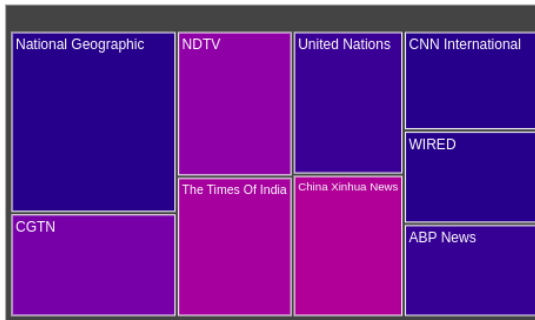 National Geographic
CGTN
NDTV
The Times Of India
United Nations
China Xinhua News
CNN International
WIRED
ABP News